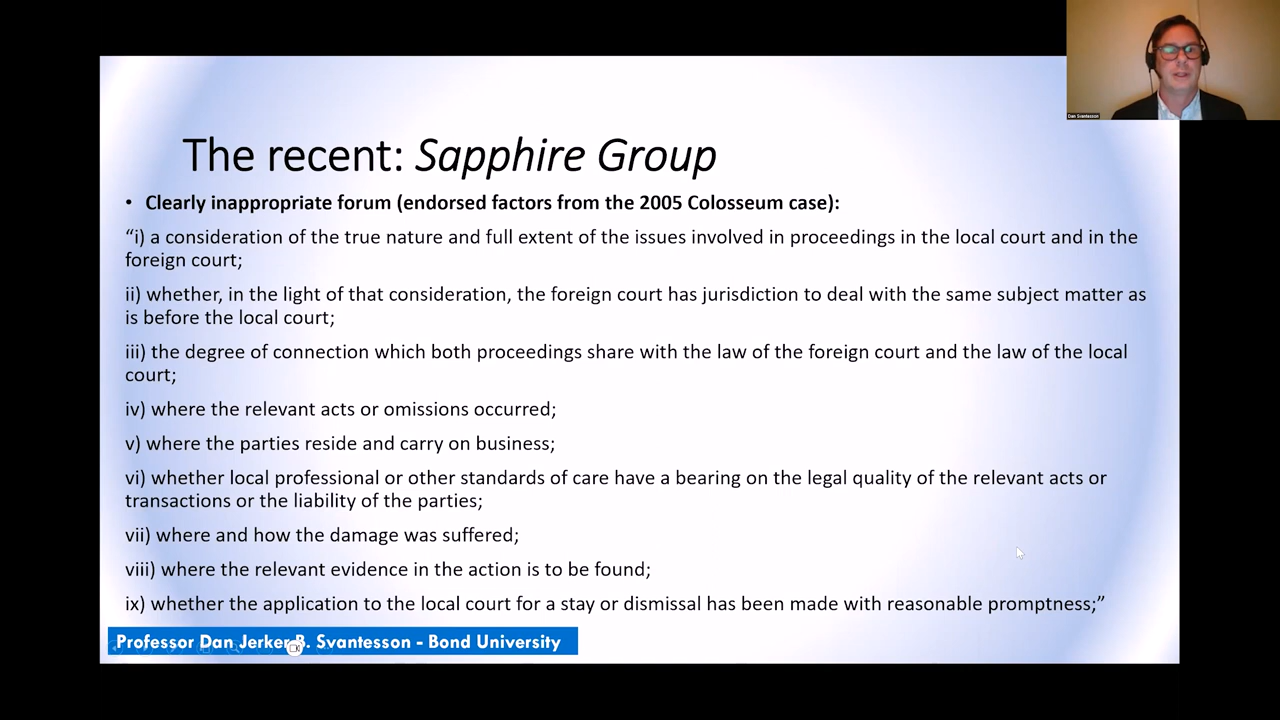 Dan Svantesson
The recent: Sapphire Group
• Clearly inappropriate forum (endorsed factors from the 2005 Colosseum case):
“i) a consideration of the true nature and full extent of the issues involved in proceedings in the local court and in the
foreign court;
ii) whether, in the light of that consideration, the foreign court has jurisdiction to deal with the same subject matter as
is before the local court;
iii) the degree of connection which both proceedings share with the law of the foreign court and the law of the local
court;
iv) where the relevant acts or omissions occurred;
v) where the parties reside and carry on business;
vi) whether local professional or other standards of care have a bearing on the legal quality of the relevant acts or
transactions or the liability of the parties;
vii) where and how the damage was suffered;
viii) where the relevant evidence in the action is to be found;
ix) whether the application to the local court for a stay or dismissal has been made with reasonable promptness;”
Professor Dan Jerker B. Svantesson - Bond University